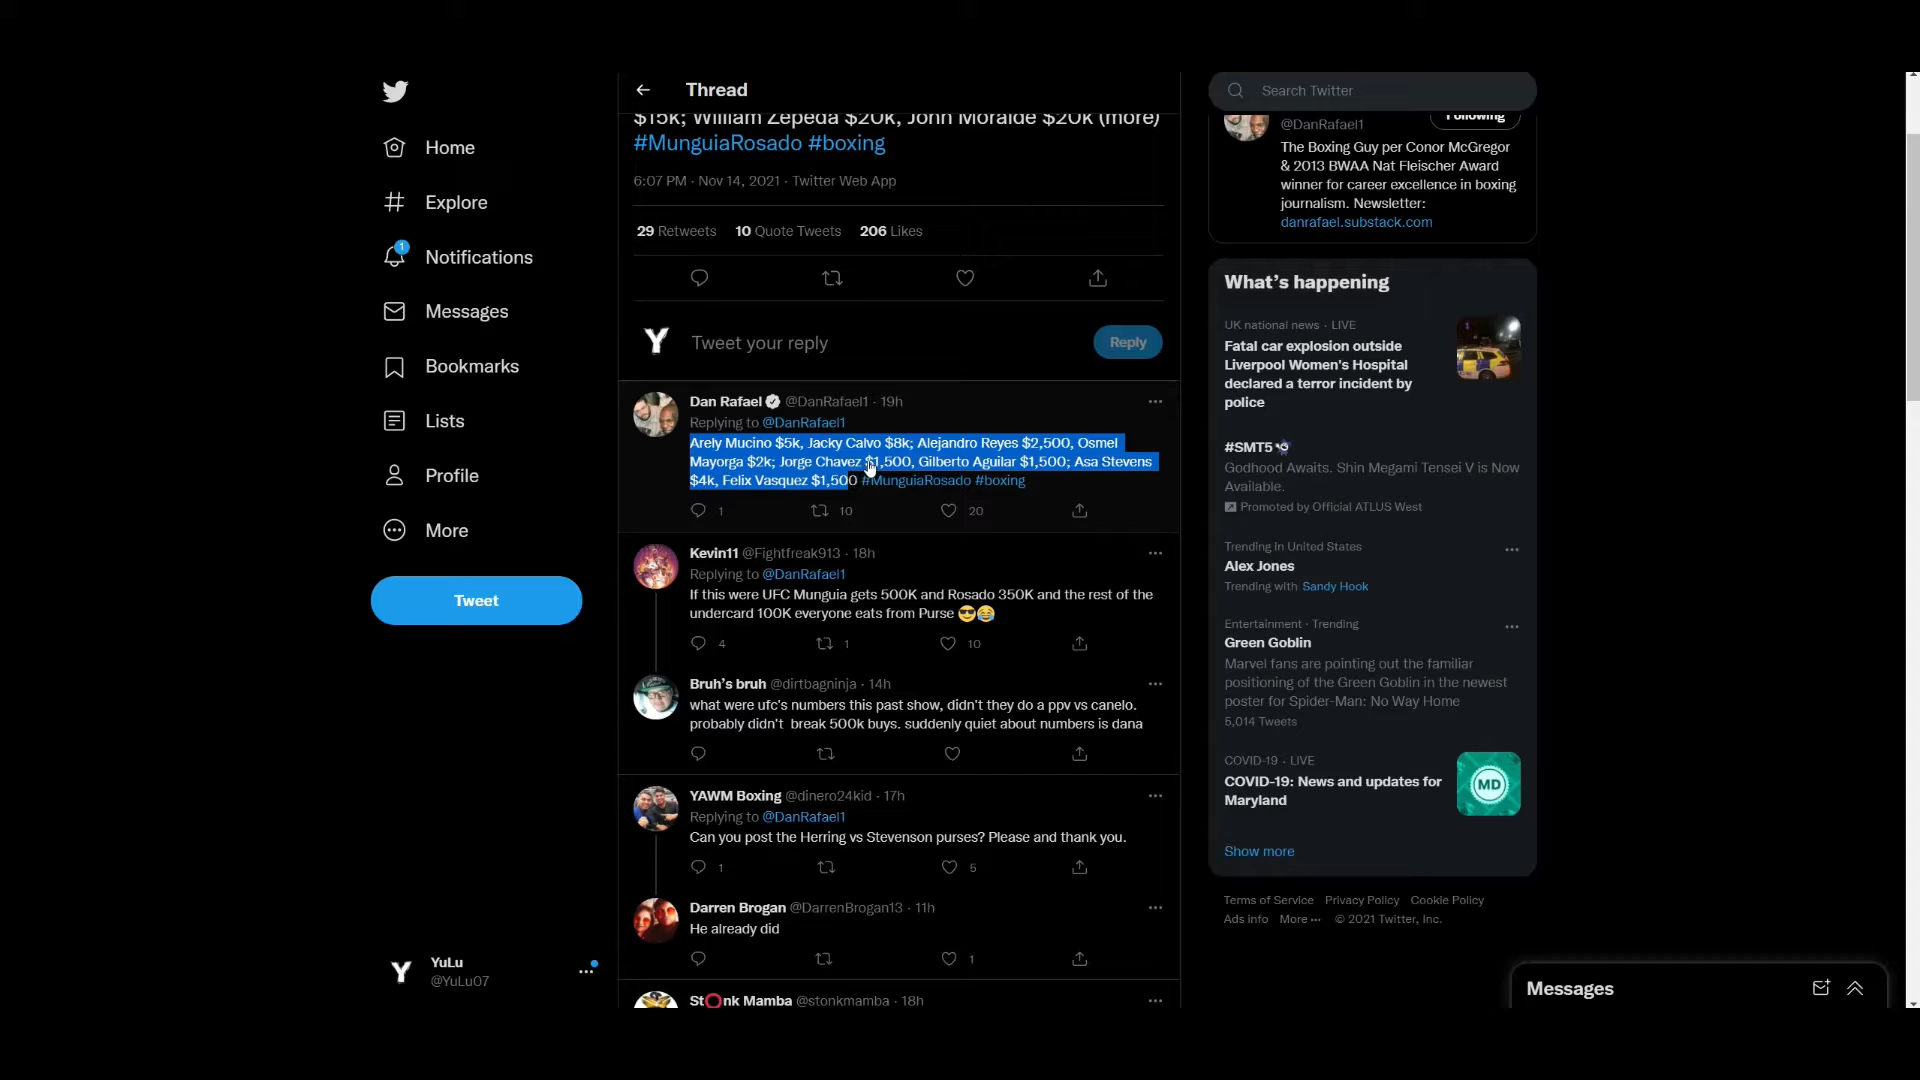 Home
Explore
1
Notifications
Messages
Bookmarks
Lists
Profile
More
Tweet
YuLu
@YuLu07
Thread
$15k; William Zepeda $20k, John Moralde $20k (more)
#MunguiaRosado #boxing
6:07 PM · Nov 14, 2021 · Twitter Web App
29 Retweets 10 Quote Tweets 206 Likes
Y Tweet your reply Reply
Dan Rafael @DanRafael1 · 19h
Replying to @DanRafael1
Arely Mucino $5k, Jacky Calvo $8k; Alejandro Reyes $2,500, Osmel
Mayorga $2k; Jorge Chavez $1,500, Gilberto Aguilar $1,500; Asa Stevens
$4k, Felix Vasquez $1,500 #MunguiaRosado #boxing
1 10 20
Kevin11 @Fightfreak913 · 18h
Replying to @DanRafael1
If this were UFC Munguia gets 500K and Rosado 350K and the rest of the
undercard 100K everyone eats from Purse 😎😂
4 1 10
Bruh's bruh @dirtbagninja · 14h
what were ufc's numbers this past show, didn't they do a ppv vs canelo.
probably didn't break 500k buys. suddenly quiet about numbers is dana
YAWM Boxing @dinero24kid · 17h
Replying to @DanRafael1
Can you post the Herring vs Stevenson purses? Please and thank you.
1 5
Darren Brogan @DarrenBrogan13 · 11h
He already did
1
St⭕nk Mamba @stonkmamba · 18h
Search Twitter
@DanRafael1
Following
The Boxing Guy per Conor McGregor
& 2013 BWAA Nat Fleischer Award
winner for career excellence in boxing
journalism. Newsletter:
danrafael.substack.com
What's happening
UK national news · LIVE
Fatal car explosion outside
Liverpool Women's Hospital
declared a terror incident by
police
#SMT5
Godhood Awaits. Shin Megami Tensei V is Now
Available.
Promoted by Official ATLUS West
Trending in United States
Alex Jones
Trending with Sandy Hook
Entertainment · Trending
Green Goblin
Marvel fans are pointing out the familiar
positioning of the Green Goblin in the newest
poster for Spider-Man: No Way Home
5,014 Tweets
COVID-19 · LIVE
COVID-19: News and updates for
Maryland
MD
Show more
Terms of Service Privacy Policy Cookie Policy
Ads info More ··· © 2021 Twitter, Inc.
Messages